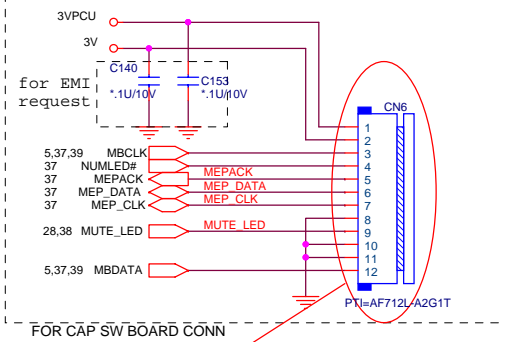 3VPCU
3V
C140
*.1U/10V
C153
*.1U/10V
for EMI
request
CN6
1
2
5,37,39 MBCLK 3
37 NUMLED# 4
37 MEPACK MEPACK 5
37 MEP_DATA MEP_DATA 6
37 MEP_CLK MEP_CLK 7
8
28,38 MUTE_LED MUTE_LED 9
10
11
5,37,39 MBDATA 12
PTI=AF712L-A2G1T
FOR CAP SW BOARD CONN